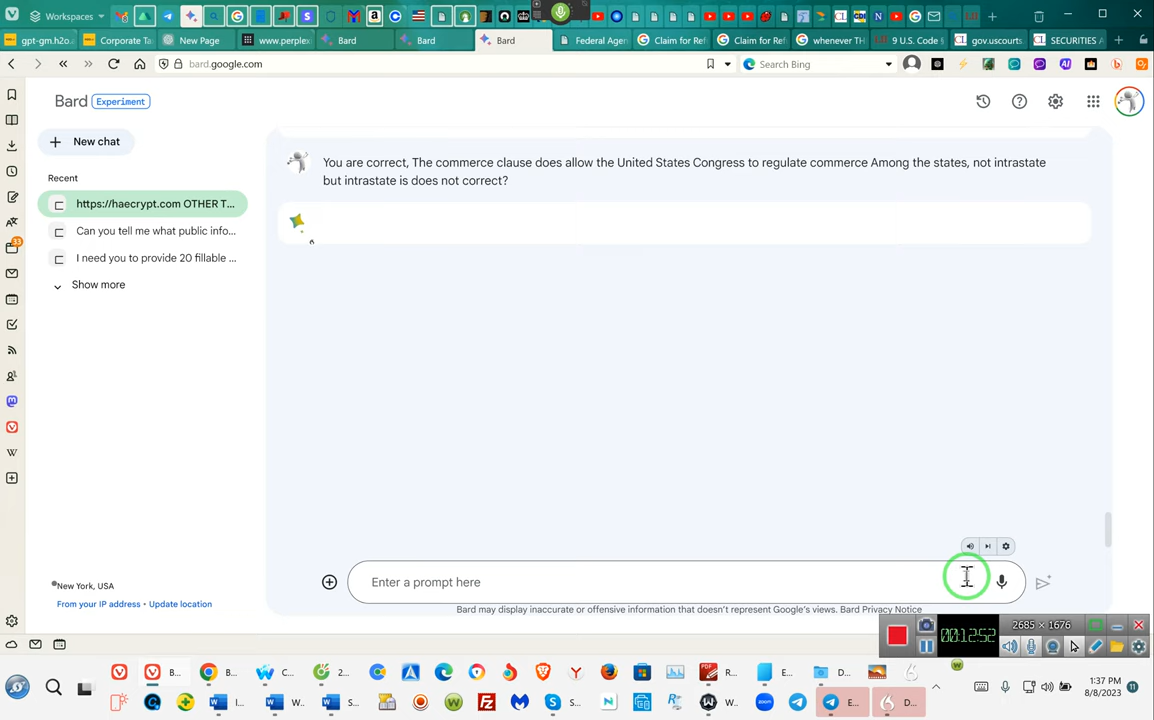 Workspaces
gpt-gm.h2o.
Corporate Ta
New Page
www.perplex
Bard
Bard
Bard
Federal Agen
Claim for Ref
Claim for Ref
whenever TH
9 U.S. Code §
gov.uscourts
SECURITIES A
bard.google.com
Search Bing
Bard Experiment
New chat
Recent
https://haecrypt.com OTHER T...
Can you tell me what public info...
I need you to provide 20 fillable ...
Show more
You are correct, The commerce clause does allow the United States Congress to regulate commerce Among the states, not intrastate
but intrastate is does not correct?
Enter a prompt here
New York, USA
From your IP address • Update location
Bard may display inaccurate or offensive information that doesn't represent Google's views. Bard Privacy Notice
2685 × 1676
00:12:52
B...
B...
C...
2...
R...
E...
D...
I...
W...
S...
S...
W...
E...
D...
1:37 PM
8/8/2023